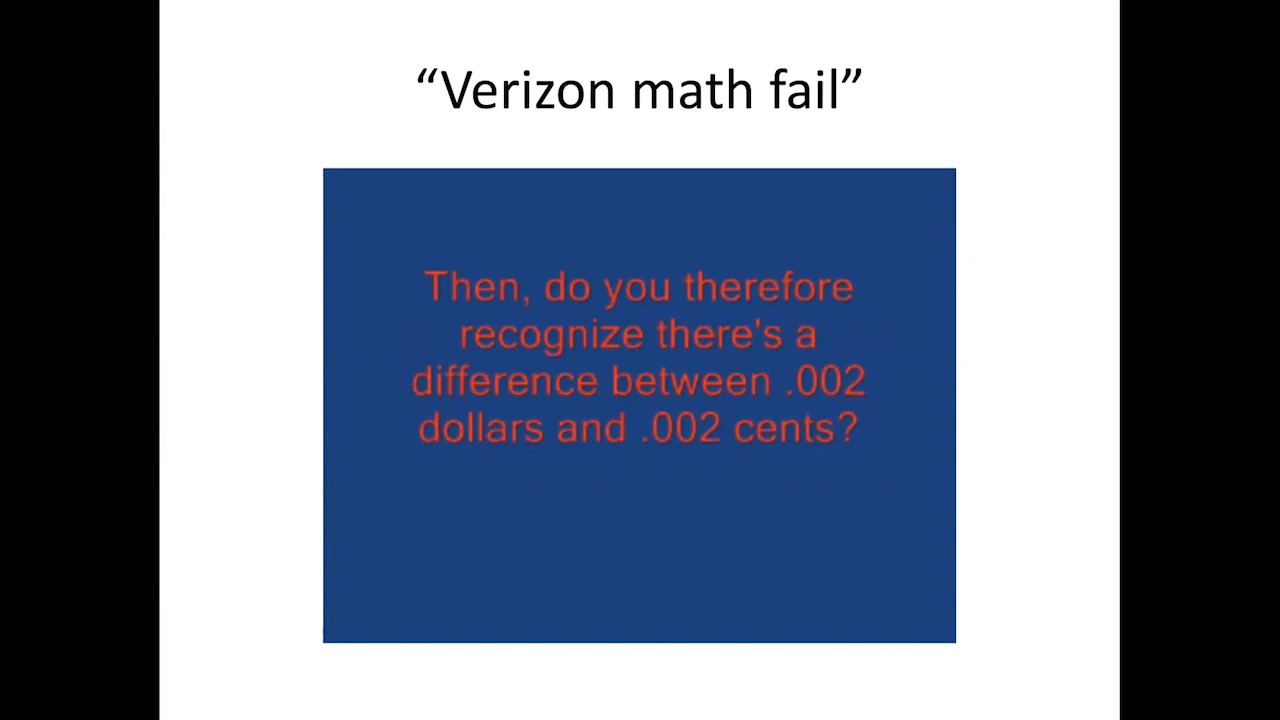 “Verizon math fail”
Then, do you therefore
recognize there's a
difference between .002
dollars and .002 cents?